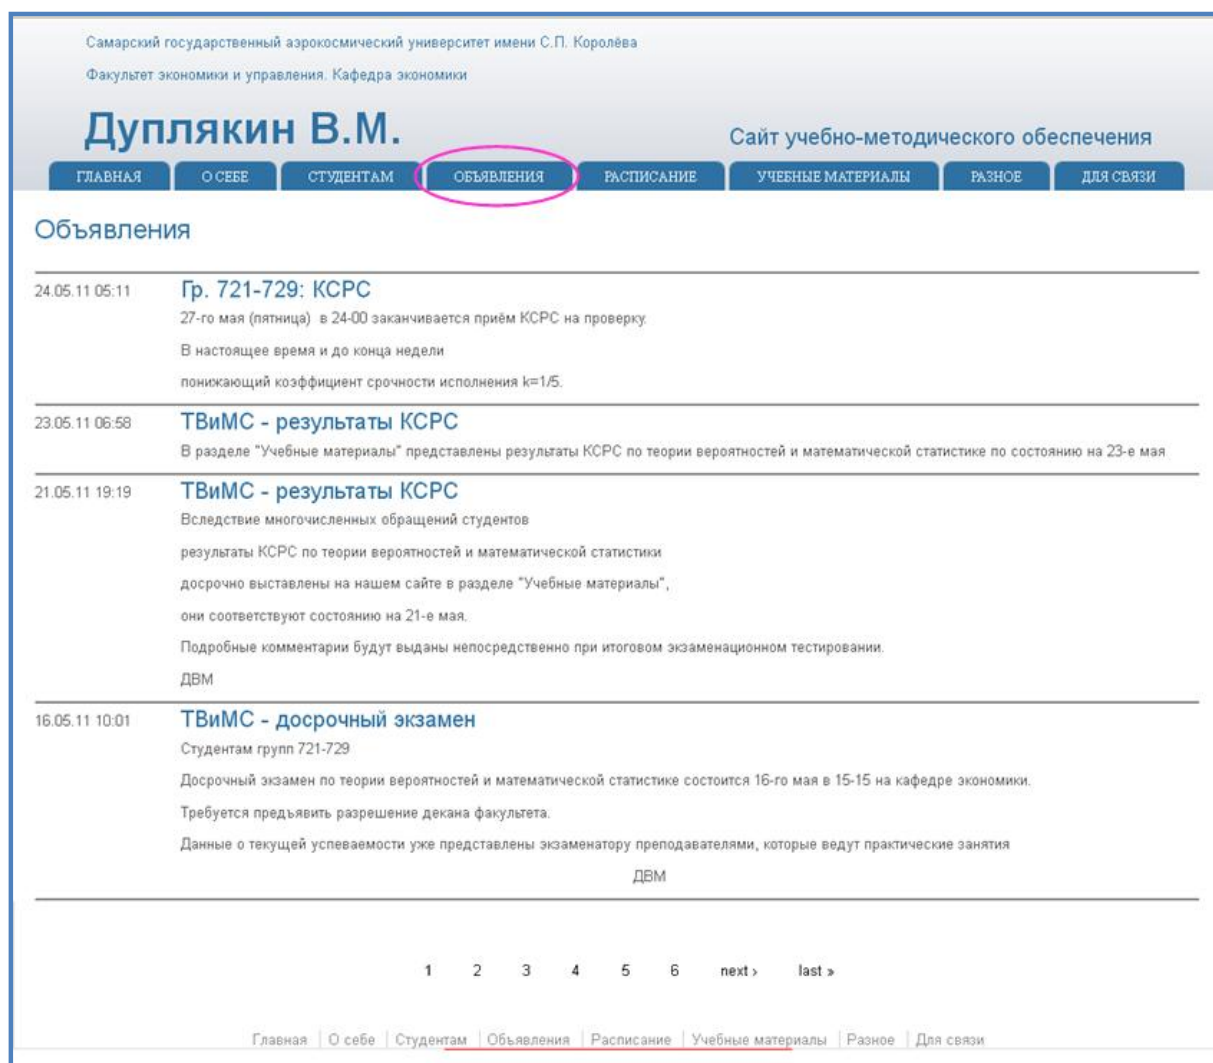 Самарский государственный аэрокосмический университет имени С.П. Королёва
Факультет экономики и управления. Кафедра экономики
Дуплякин В.М.
Сайт учебно-методического обеспечения
ГЛАВНАЯ О СЕБЕ СТУДЕНТАМ ОБЪЯВЛЕНИЯ РАСПИСАНИЕ УЧЕБНЫЕ МАТЕРИАЛЫ РАЗНОЕ ДЛЯ СВЯЗИ
Объявления
24.05.11 05:11 Гр. 721-729: КСРС
27-го мая (пятница) в 24-00 заканчивается приём КСРС на проверку.
В настоящее время и до конца недели
понижающий коэффициент срочности исполнения k=1/5.
23.05.11 06:58 ТВиМС - результаты КСРС
В разделе "Учебные материалы" представлены результаты КСРС по теории вероятностей и математической статистике по состоянию на 23-е мая
21.05.11 19:19 ТВиМС - результаты КСРС
Вследствие многочисленных обращений студентов
результаты КСРС по теории вероятностей и математической статистики
досрочно выставлены на нашем сайте в разделе "Учебные материалы",
они соответствуют состоянию на 21-е мая.
Подробные комментарии будут выданы непосредственно при итоговом экзаменационном тестировании.
ДВМ
16.05.11 10:01 ТВиМС - досрочный экзамен
Студентам групп 721-729
Досрочный экзамен по теории вероятностей и математической статистике состоится 16-го мая в 15-15 на кафедре экономики.
Требуется предъявить разрешение декана факультета.
Данные о текущей успеваемости уже представлены экзаменатору преподавателями, которые ведут практические занятия
ДВМ
1 2 3 4 5 6 next › last »
Главная | О себе | Студентам | Объявления | Расписание | Учебные материалы | Разное | Для связи